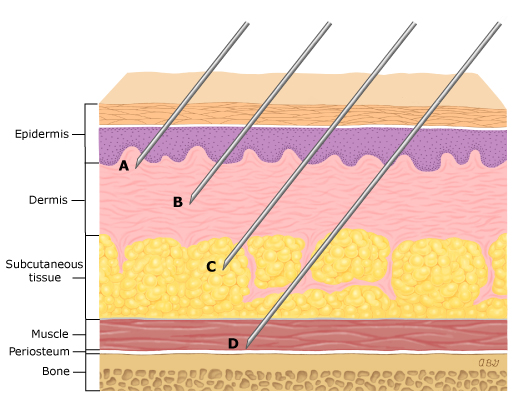 Epidermis
A
Dermis
B
Subcutaneous
tissue
C
Muscle
D
Periosteum
Bone